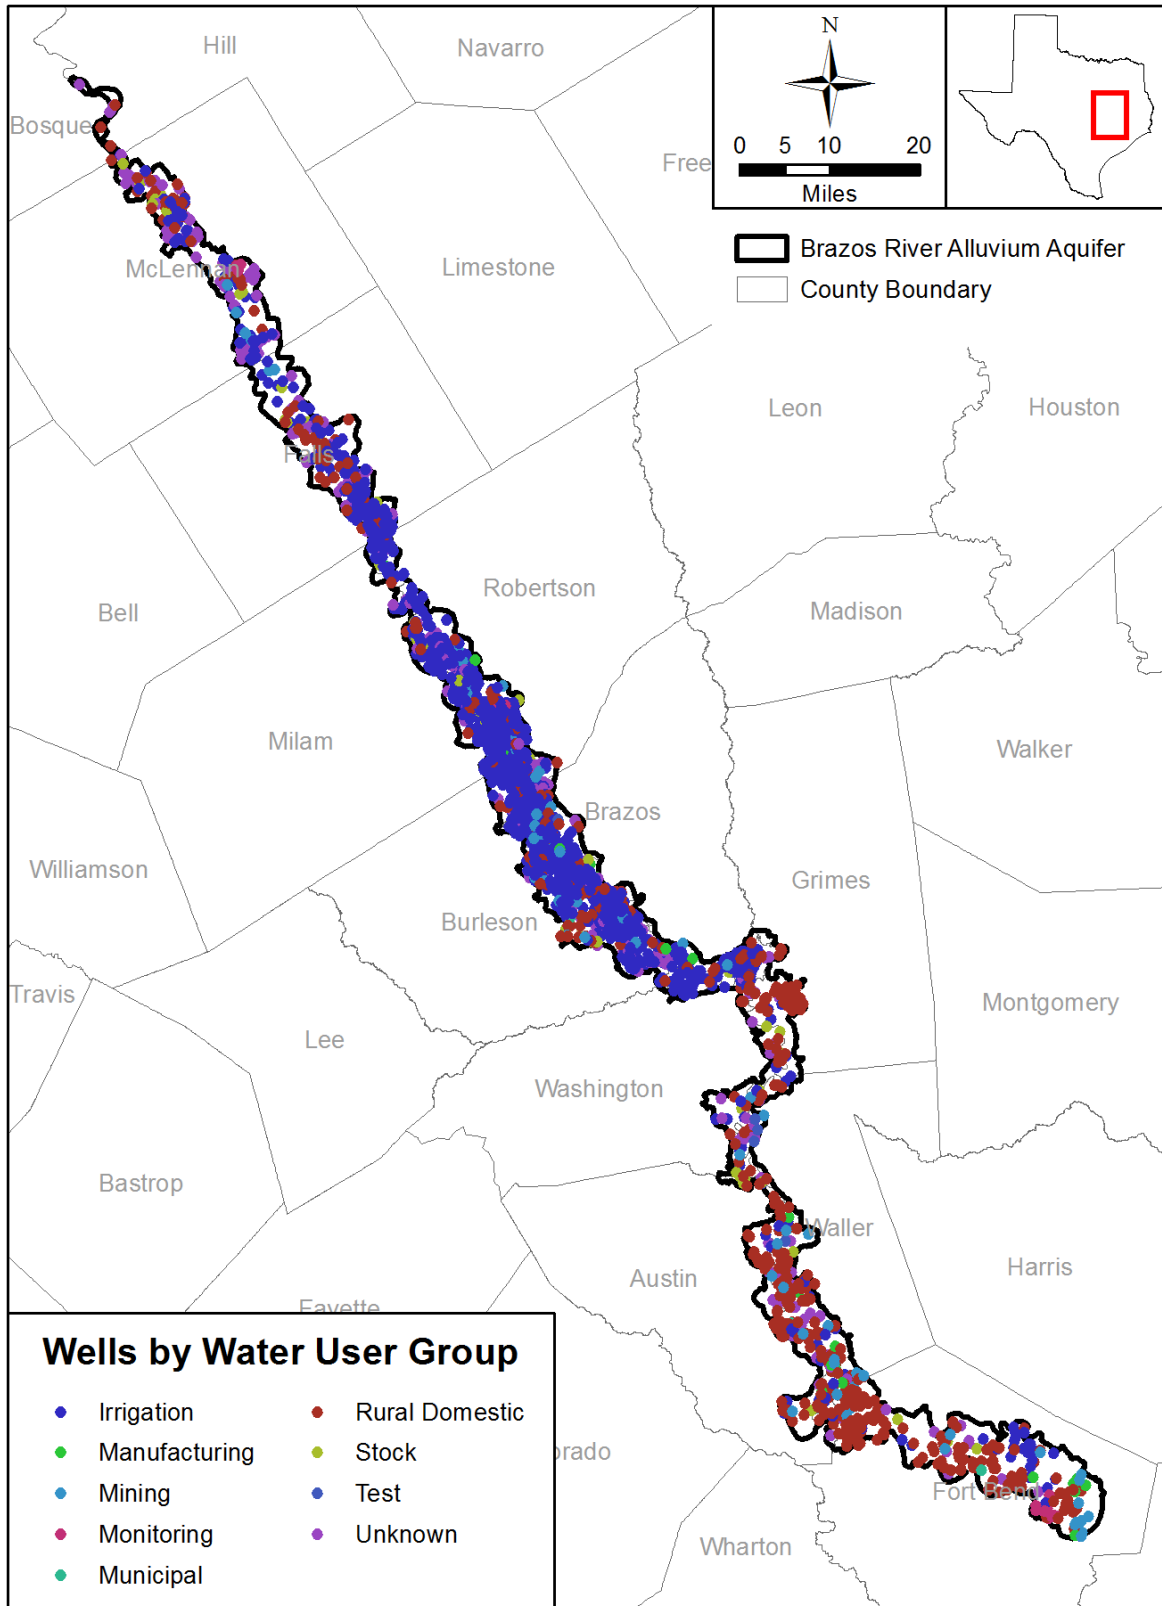 Hill
Navarro
N
Bosque
0 5 10 20
Miles
Free
Brazos River Alluvium Aquifer
County Boundary
McLennan
Limestone
Leon
Houston
Falls
Robertson
Bell
Madison
Milam
Walker
Brazos
Williamson
Grimes
Burleson
Travis
Montgomery
Lee
Washington
Bastrop
Waller
Harris
Austin
Fayette
orado
Fort Bend
Wharton
Wells by Water User Group
Irrigation
Rural Domestic
Manufacturing
Stock
Mining
Test
Monitoring
Unknown
Municipal